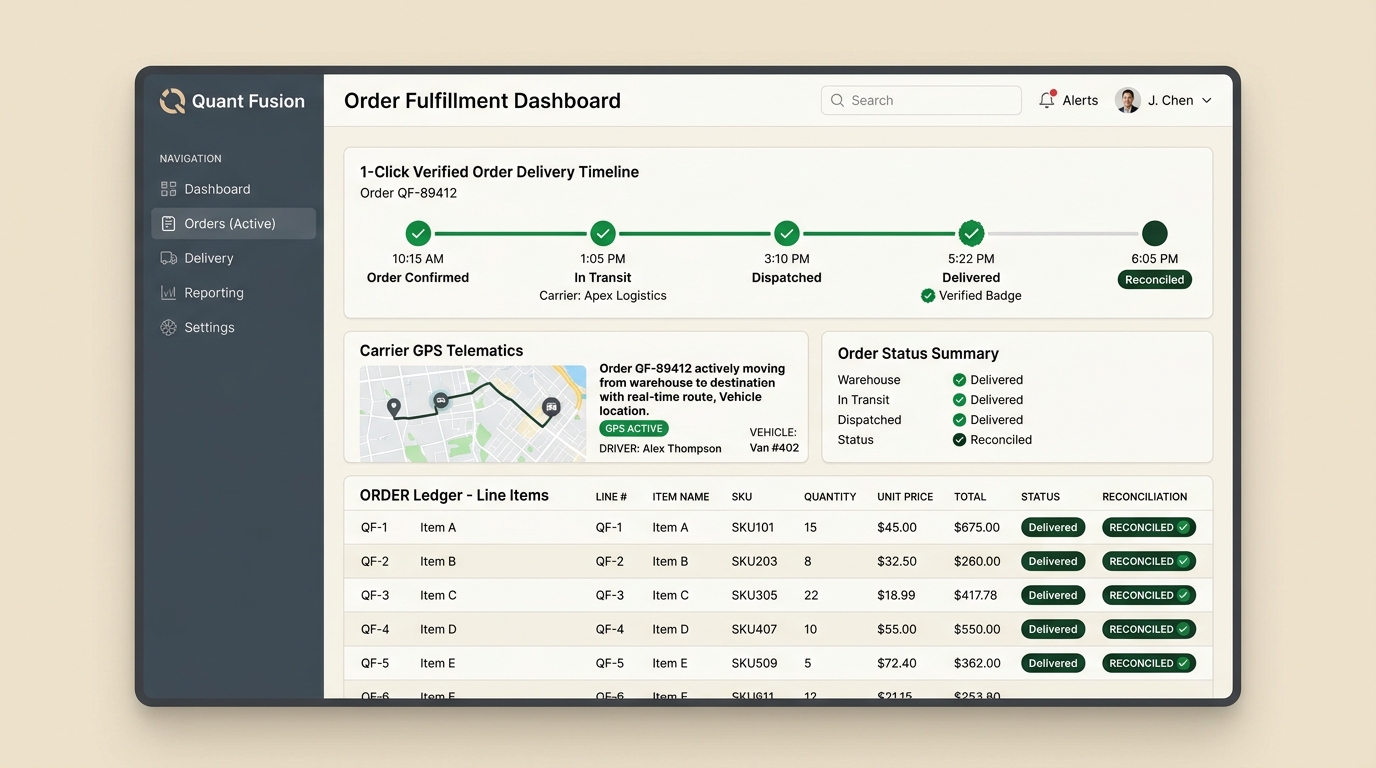 Quant Fusion
NAVIGATION
Dashboard
Orders (Active)
Delivery
Reporting
Settings
Order Fulfillment Dashboard
Search
Alerts
J. Chen
1-Click Verified Order Delivery Timeline
Order QF-89412
10:15 AM
Order Confirmed
1:05 PM
In Transit
Carrier: Apex Logistics
3:10 PM
Dispatched
5:22 PM
Delivered
Verified Badge
6:05 PM
Reconciled
Carrier GPS Telematics
Order QF-89412 actively moving
from warehouse to destination
with real-time route, Vehicle
location.
GPS ACTIVE
DRIVER: Alex Thompson
VEHICLE:
Van #402
Order Status Summary
Warehouse Delivered
In Transit Delivered
Dispatched Delivered
Status Reconciled
ORDER Ledger - Line Items LINE # ITEM NAME SKU QUANTITY UNIT PRICE TOTAL STATUS RECONCILIATION
QF-1 Item A QF-1 Item A SKU101 15 $45.00 $675.00 Delivered RECONCILED
QF-2 Item B QF-2 Item B SKU203 8 $32.50 $260.00 Delivered RECONCILED
QF-3 Item C QF-3 Item C SKU305 22 $18.99 $417.78 Delivered RECONCILED
QF-4 Item D QF-4 Item D SKU407 10 $55.00 $550.00 Delivered RECONCILED
QF-5 Item E QF-5 Item E SKU509 5 $72.40 $362.00 Delivered RECONCILED
QF-6 Item QF-6 Item 12 $253.80